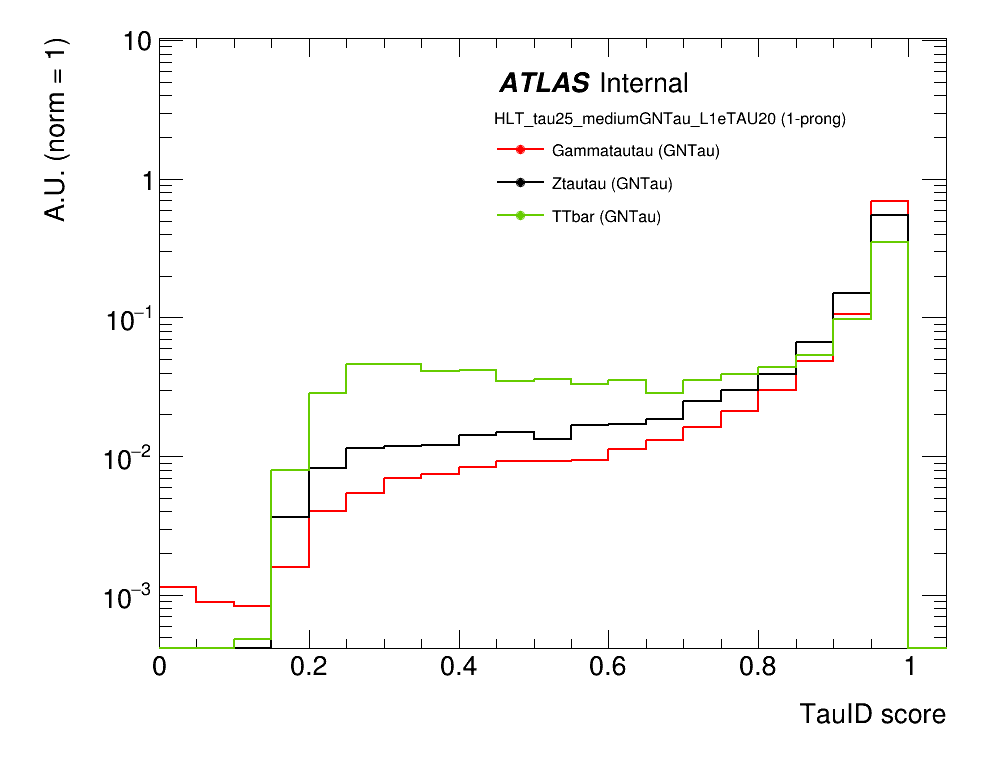 A.U. (norm = 1)
ATLAS Internal
HLT_tau25_mediumGNTau_L1eTAU20 (1-prong)
Gammatautau (GNTau)
Ztautau (GNTau)
TTbar (GNTau)
10
1
10⁻¹
10⁻²
10⁻³
0 0.2 0.4 0.6 0.8 1
TauID score